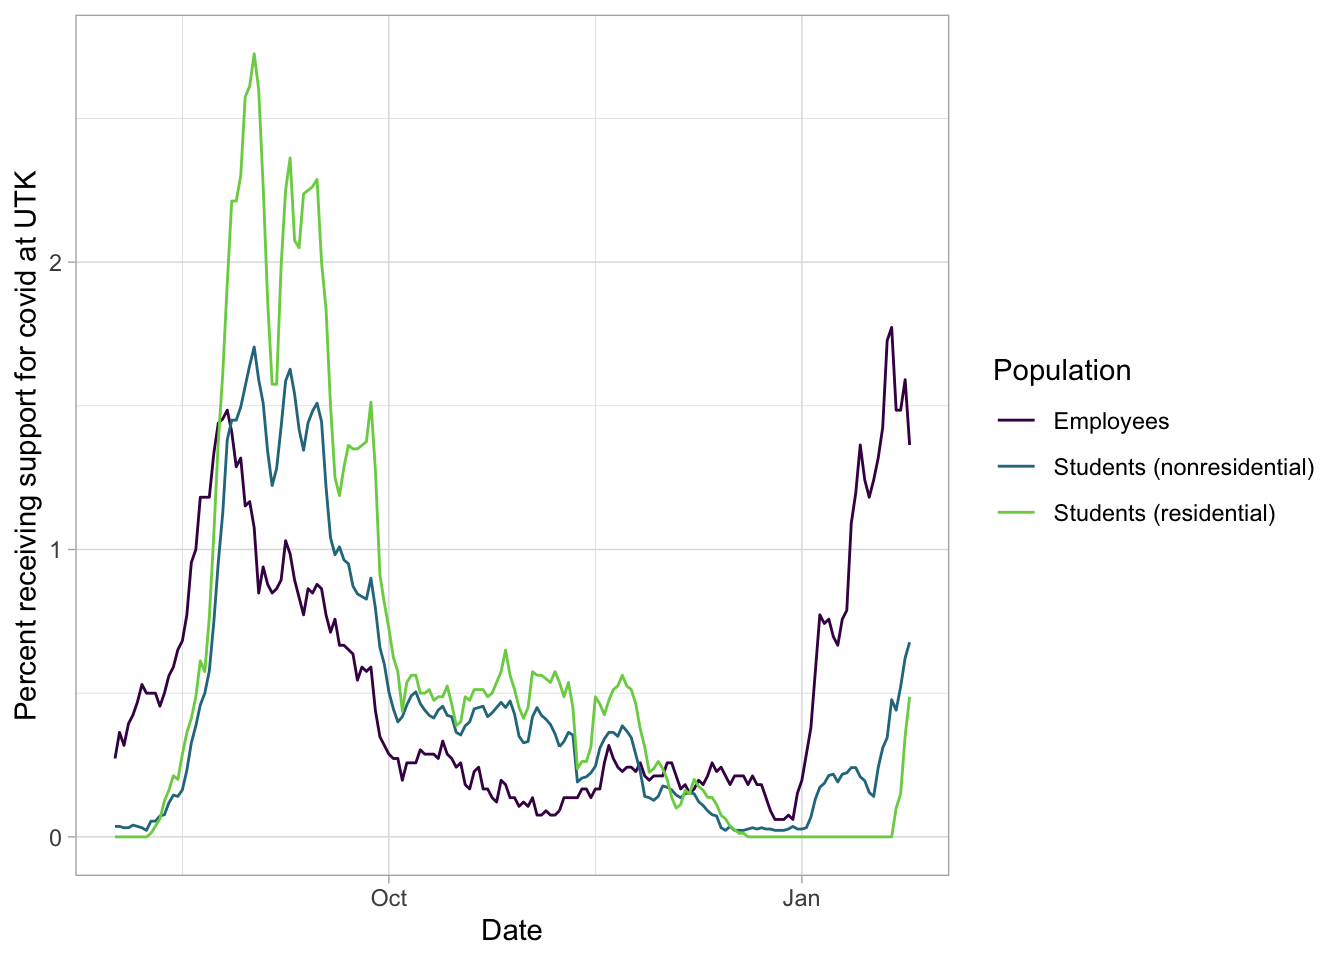 Percent receiving support for covid at UTK
2
1
0
Oct
Jan
Date
Population
Employees
Students (nonresidential)
Students (residential)